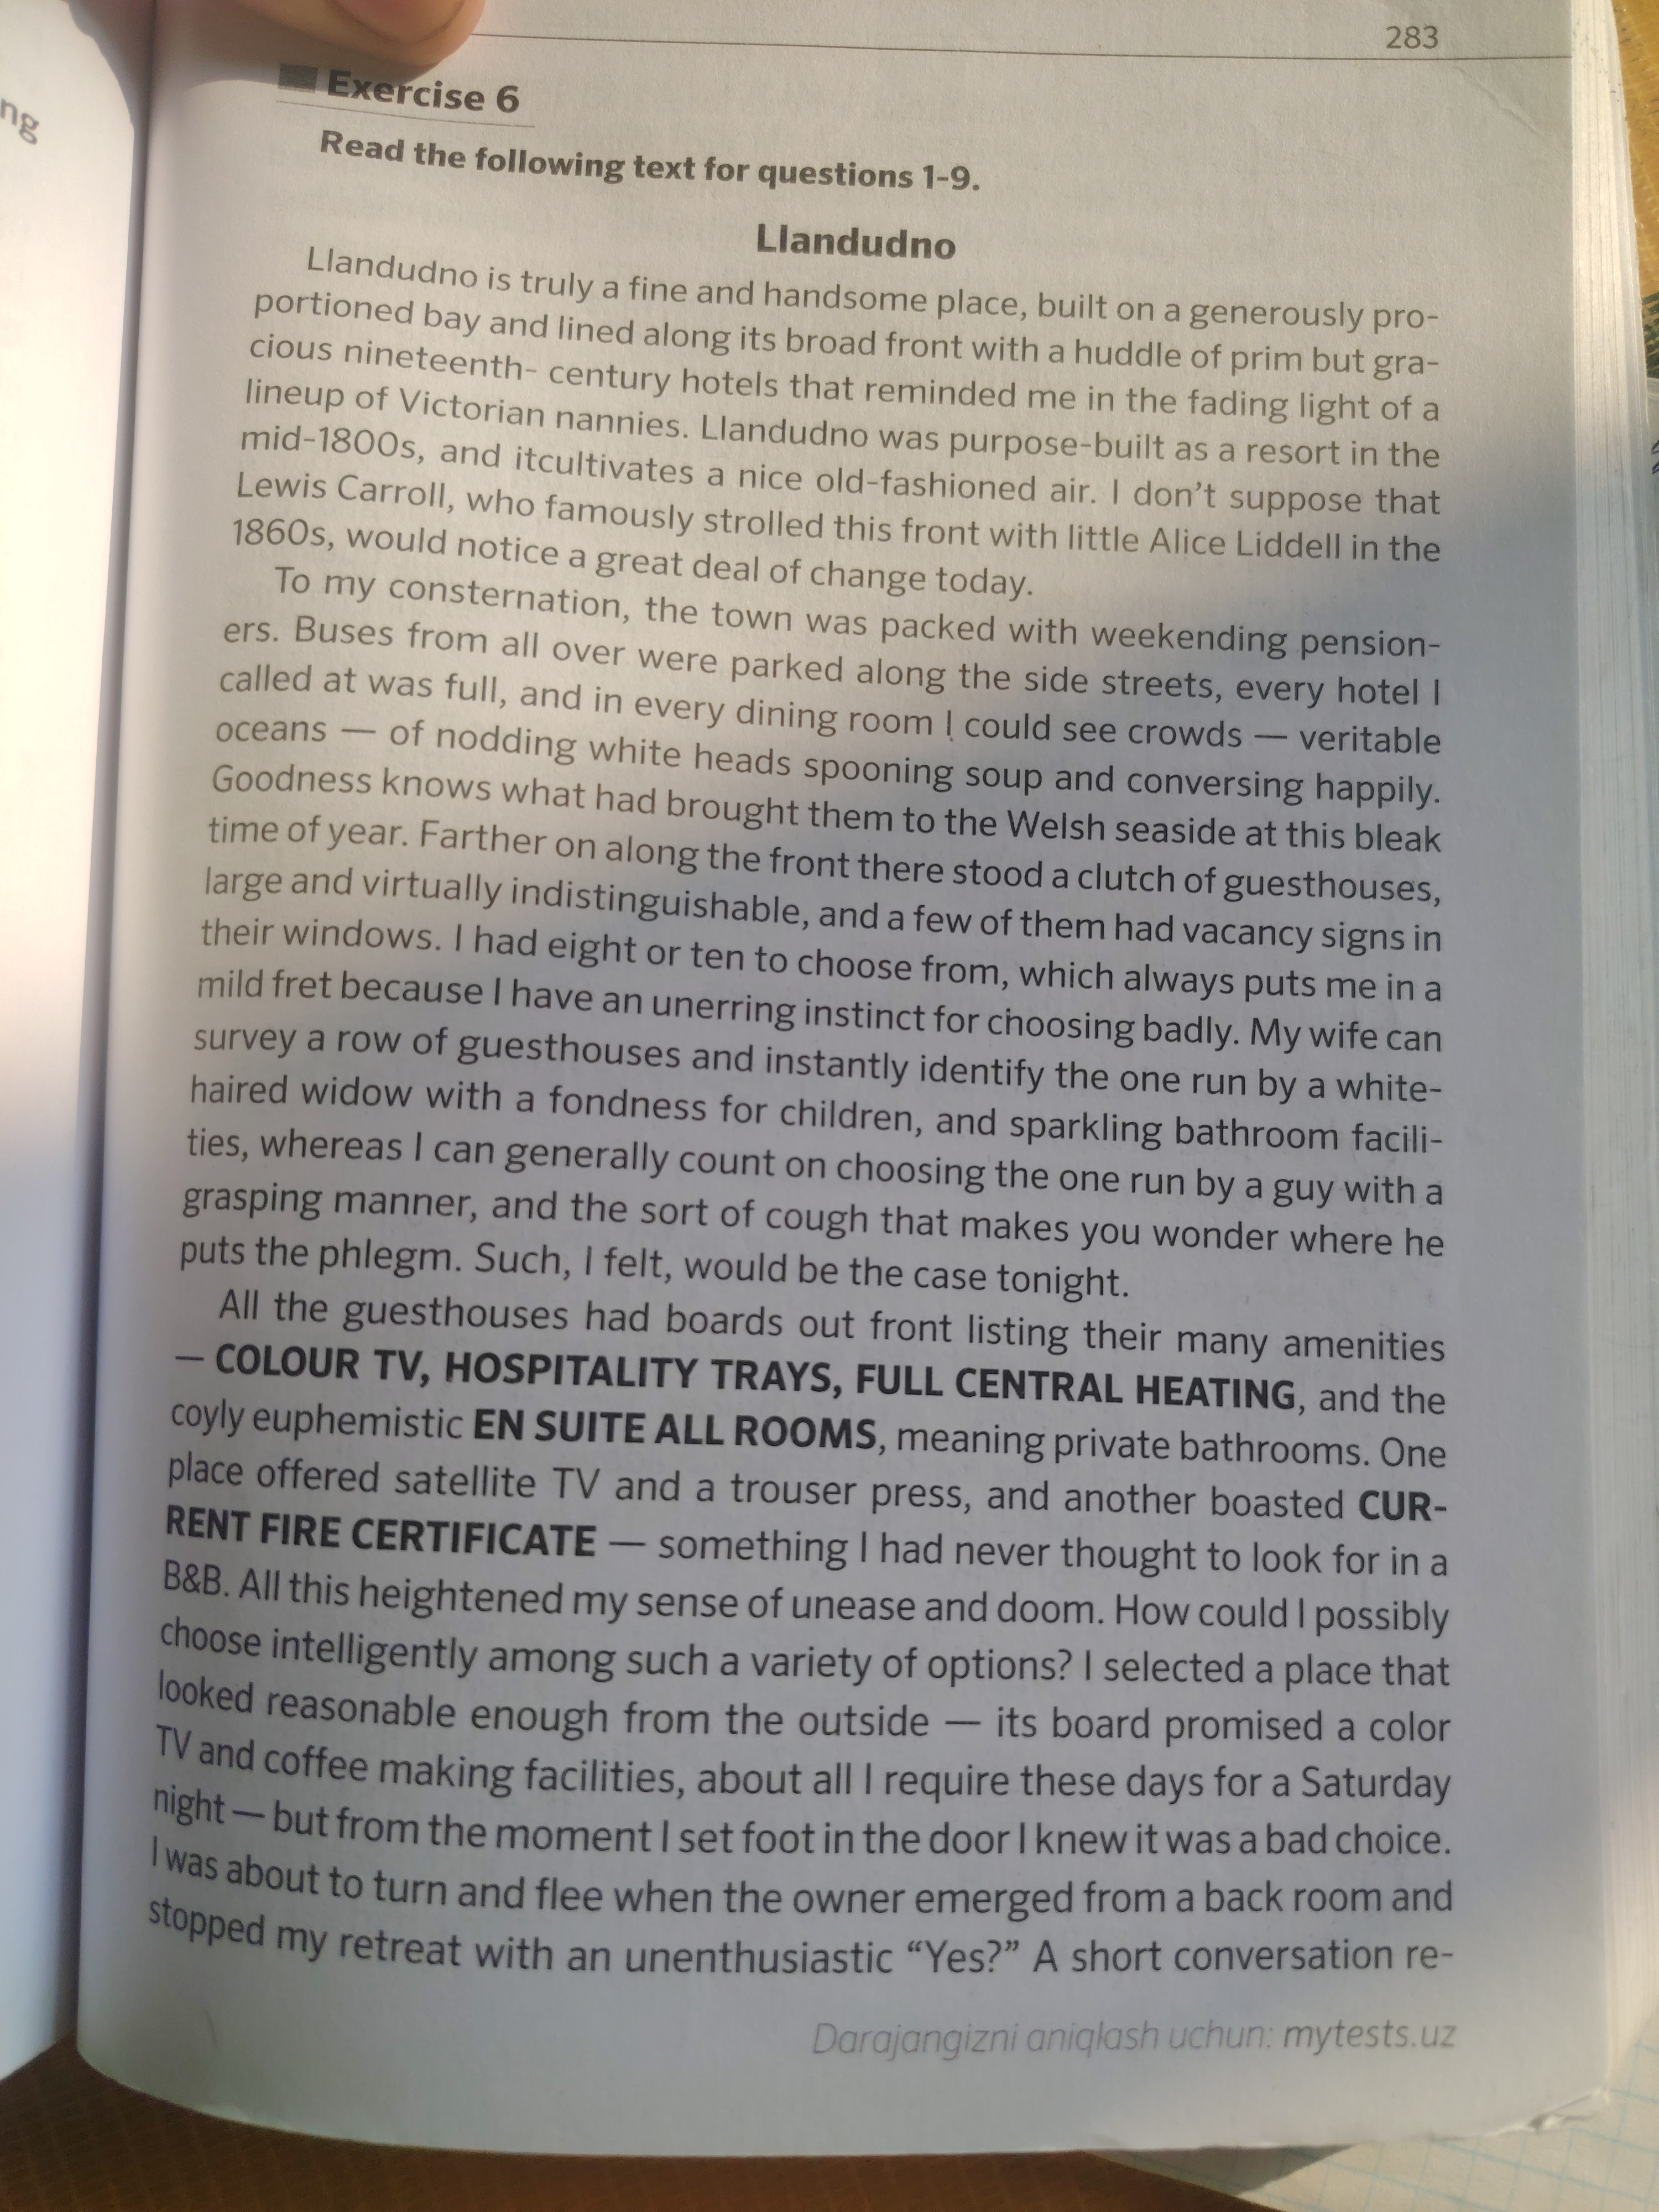 ng
283
Exercise 6
Read the following text for questions 1-9.
Llandudno
Llandudno is truly a fine and handsome place, built on a generously pro-
portioned bay and lined along its broad front with a huddle of prim but gra-
cious nineteenth- century hotels that reminded me in the fading light of a
lineup of Victorian nannies. Llandudno was purpose-built as a resort in the
mid-1800s, and itcultivates a nice old-fashioned air. I don't suppose that
Lewis Carroll, who famously strolled this front with little Alice Liddell in the
1860s, would notice a great deal of change today.
To my consternation, the town was packed with weekending pension-
ers. Buses from all over were parked along the side streets, every hotel I
called at was full, and in every dining room I could see crowds — veritable
oceans — of nodding white heads spooning soup and conversing happily.
Goodness knows what had brought them to the Welsh seaside at this bleak
time of year. Farther on along the front there stood a clutch of guesthouses,
large and virtually indistinguishable, and a few of them had vacancy signs in
their windows. I had eight or ten to choose from, which always puts me in a
mild fret because I have an unerring instinct for choosing badly. My wife can
survey a row of guesthouses and instantly identify the one run by a white-
haired widow with a fondness for children, and sparkling bathroom facili-
ties, whereas I can generally count on choosing the one run by a guy with a
grasping manner, and the sort of cough that makes you wonder where he
puts the phlegm. Such, I felt, would be the case tonight.
All the guesthouses had boards out front listing their many amenities
— COLOUR TV, HOSPITALITY TRAYS, FULL CENTRAL HEATING, and the
coyly euphemistic EN SUITE ALL ROOMS, meaning private bathrooms. One
place offered satellite TV and a trouser press, and another boasted CUR-
RENT FIRE CERTIFICATE — something I had never thought to look for in a
B&B. All this heightened my sense of unease and doom. How could I possibly
choose intelligently among such a variety of options? I selected a place that
looked reasonable enough from the outside — its board promised a color
TV and coffee making facilities, about all I require these days for a Saturday
night — but from the moment I set foot in the door I knew it was a bad choice.
I was about to turn and flee when the owner emerged from a back room and
stopped my retreat with an unenthusiastic “Yes?” A short conversation re-
Darajangizni aniqlash uchun: mytests.uz